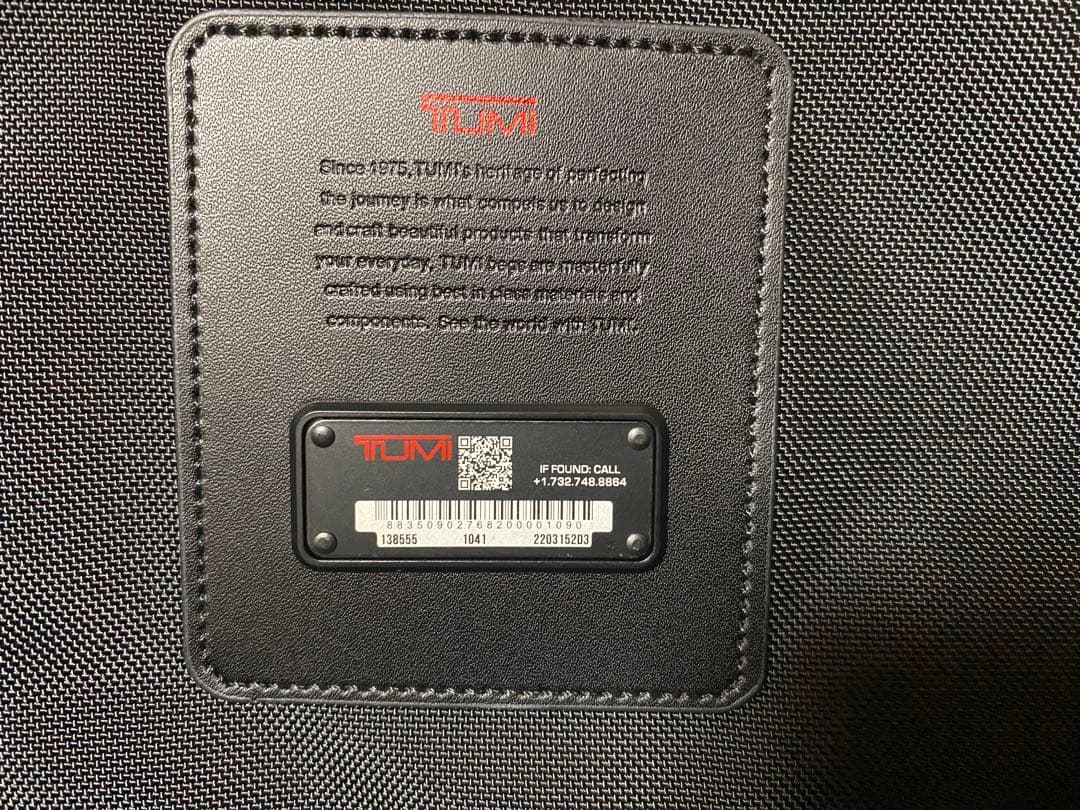 TUMI
Since 1975, TUMI's heritage of perfecting
the journey is what compels us to design
and craft beautiful products that transform
your everyday, TUMI bags are masterfully
crafted using best in class materials and
components. See the world with TUMI.
TUMI
IF FOUND: CALL
+1.732.748.8864
88350902768200001090
138555 1041 2203152D3